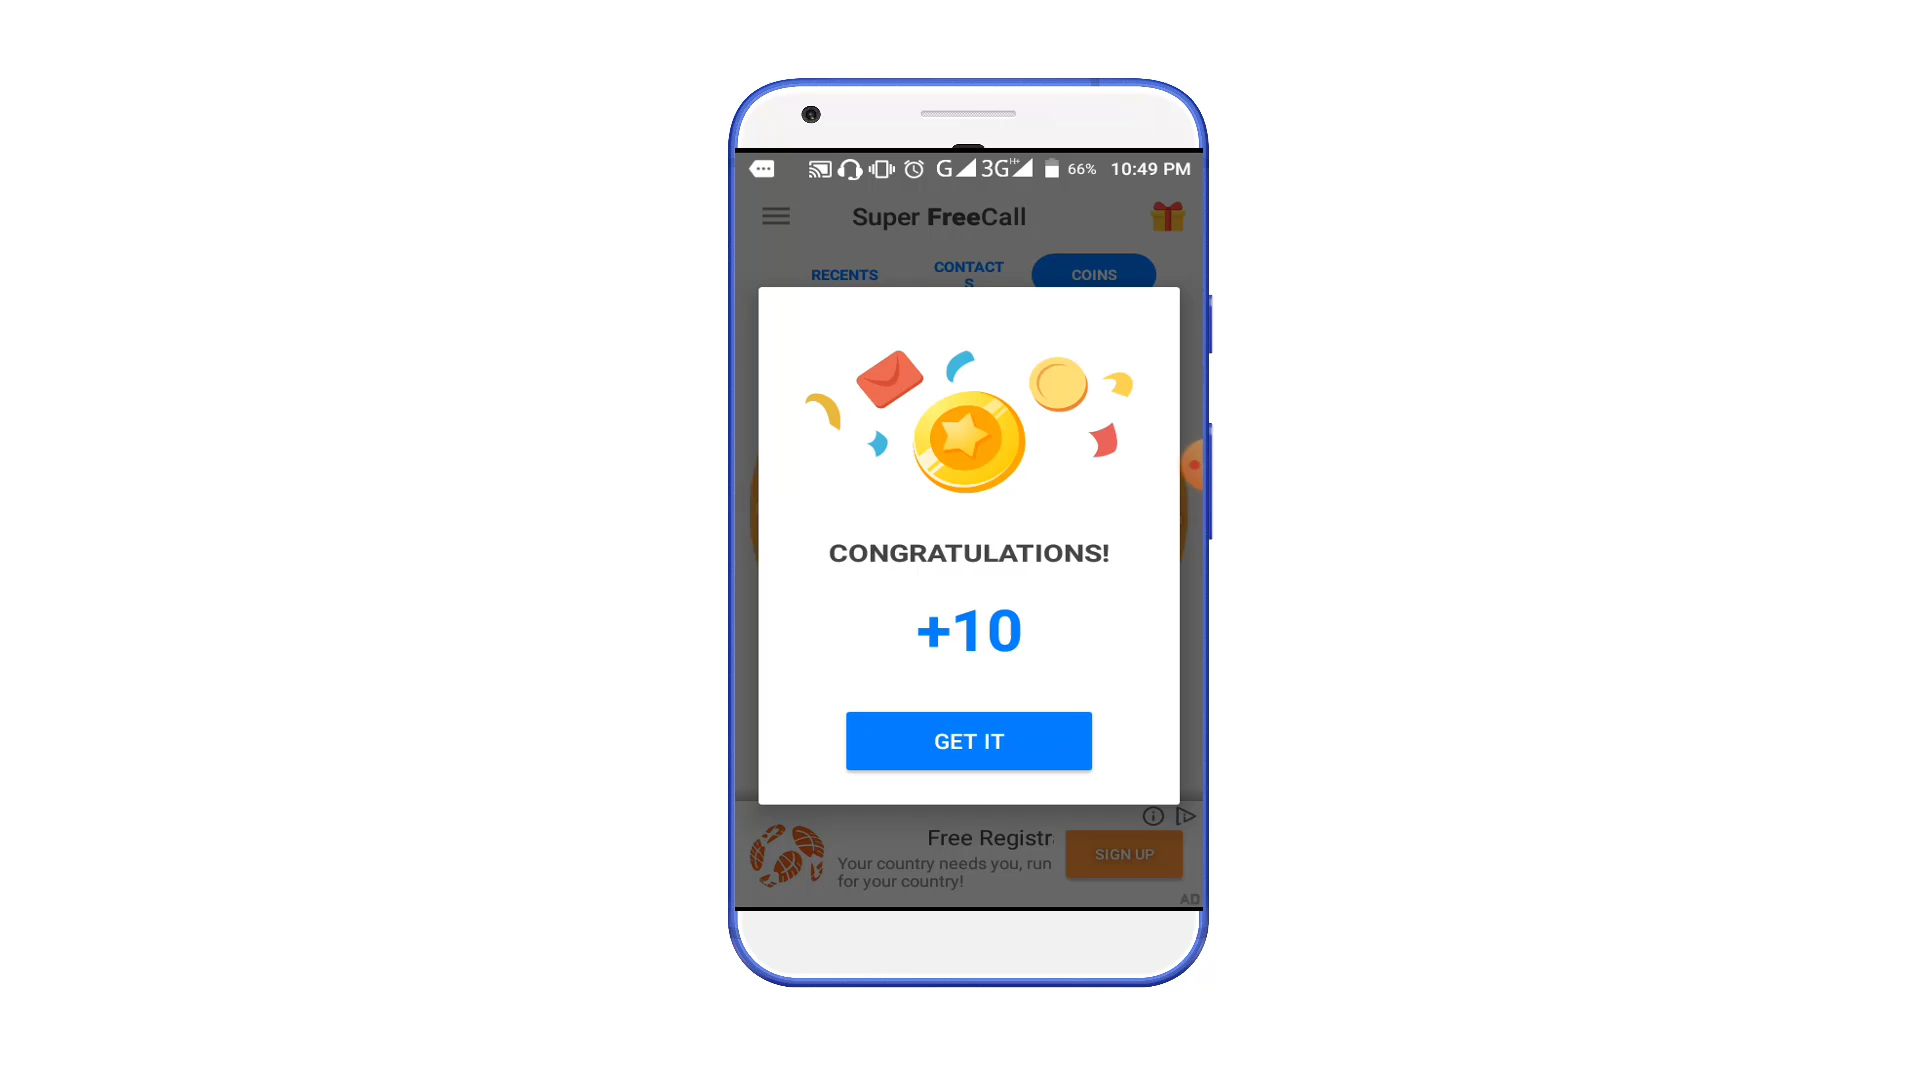 G 3G H+ 66% 10:49 PM
Super FreeCall
RECENTS
CONTACT
S
COINS
CONGRATULATIONS!
+10
GET IT
Free Registr
Your country needs you, run
for your country!
SIGN UP
AD